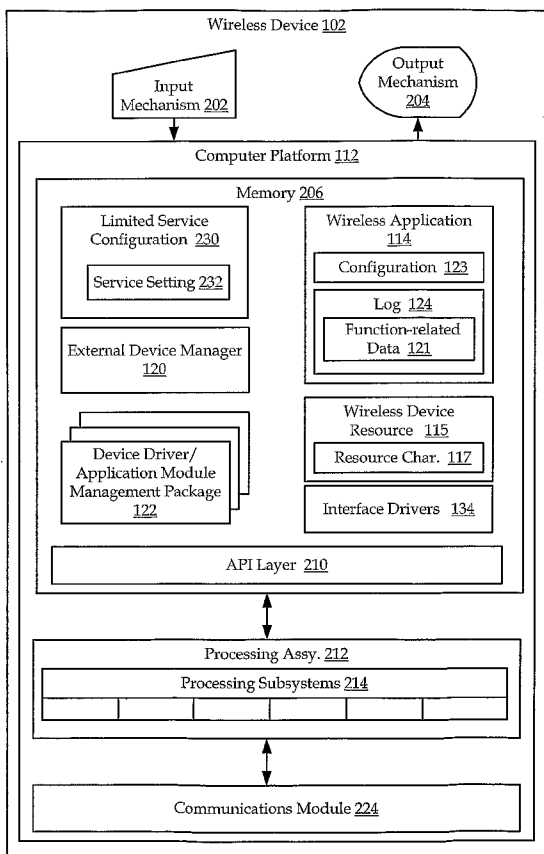 Wireless Device 102
Input
Mechanism 202
Output
Mechanism
204
Computer Platform 112
Memory 206
Limited Service
Configuration 230
Service Setting 232
External Device Manager
120
Device Driver/
Application Module
Management Package
122
Wireless Application
114
Configuration 123
Log 124
Function-related
Data 121
Wireless Device
Resource 115
Resource Char. 117
Interface Drivers 134
API Layer 210
Processing Assy. 212
Processing Subsystems 214
Communications Module 224